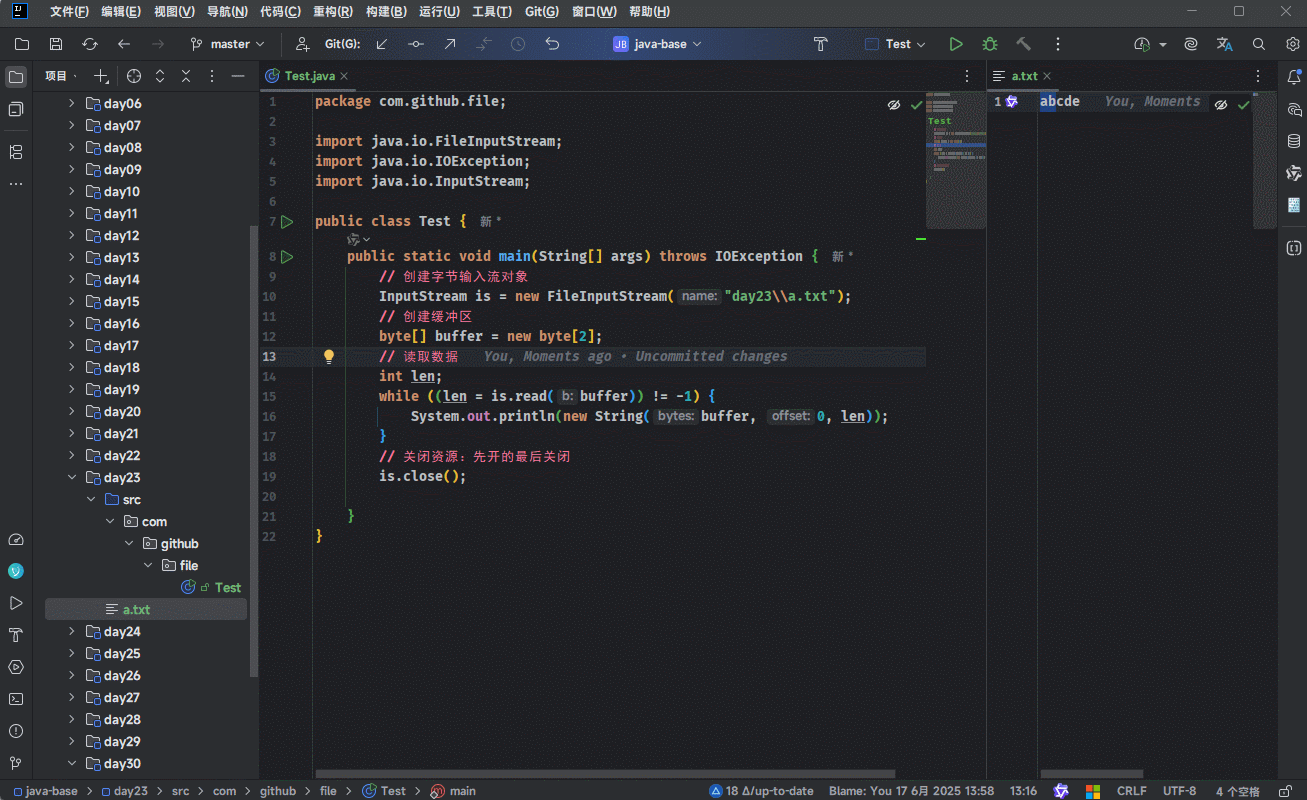 文件(F) 编辑(E) 视图(V) 导航(N) 代码(C) 重构(R) 构建(B) 运行(U) 工具(T) Git(G) 窗口(W) 帮助(H)
master Git(G): JB java-base Test
项目
day06
day07
day08
day09
day10
day11
day12
day13
day14
day15
day16
day17
day18
day19
day20
day21
day22
day23
src
com
github
file
Test
a.txt
day24
day25
day26
day27
day28
day29
day30
Test.java
1 package com.github.file;
2
3 import java.io.FileInputStream;
4 import java.io.IOException;
5 import java.io.InputStream;
6
7 public class Test { 新 *
8 public static void main(String[] args) throws IOException { 新 *
9 // 创建字节输入流对象
10 InputStream is = new FileInputStream( name: "day23\\a.txt");
11 // 创建缓冲区
12 byte[] buffer = new byte[2];
13 // 读取数据 You, Moments ago • Uncommitted changes
14 int len;
15 while ((len = is.read( b: buffer)) != -1) {
16 System.out.println(new String( bytes: buffer, offset: 0, len));
17 }
18 // 关闭资源：先开的最后关闭
19 is.close();
20
21 }
22 }
Test
a.txt
1 abcde You, Moments
java-base > day23 > src > com > github > file > Test > main 18 Δ/up-to-date Blame: You 17 6月 2025 13:58 13:16 CRLF UTF-8 4 个空格